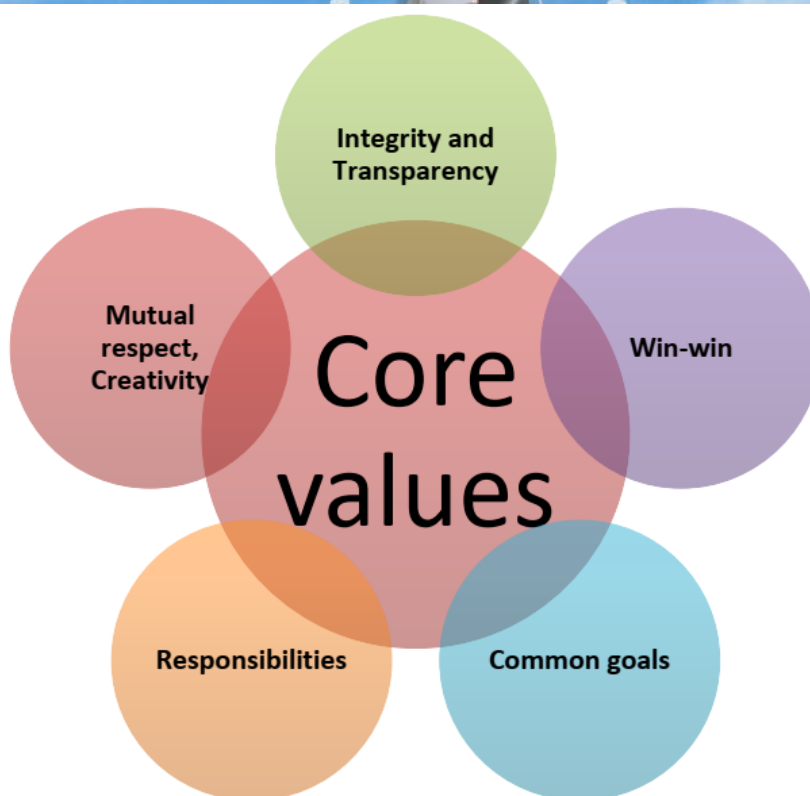 Integrity and
Transparency
Mutual
respect,
Creativity
Core
values
Win-win
Responsibilities
Common goals